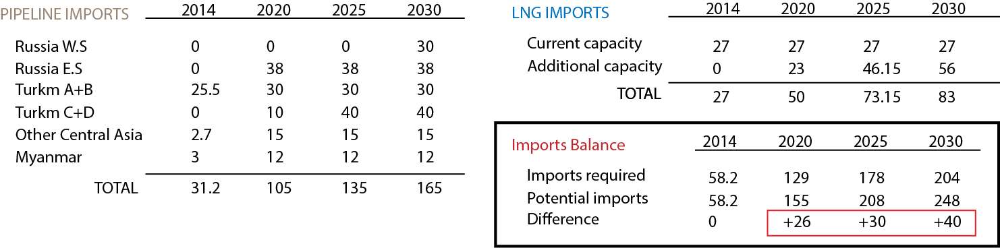 PIPELINE IMPORTS 2014 2020 2025 2030
Russia W.S 0 0 0 30
Russia E.S 0 38 38 38
Turkm A+B 25.5 30 30 30
Turkm C+D 0 10 40 40
Other Central Asia 2.7 15 15 15
Myanmar 3 12 12 12
TOTAL 31.2 105 135 165
LNG IMPORTS 2014 2020 2025 2030
Current capacity 27 27 27 27
Additional capacity 0 23 46.15 56
TOTAL 27 50 73.15 83
Imports Balance 2014 2020 2025 2030
Imports required 58.2 129 178 204
Potential imports 58.2 155 208 248
Difference 0 +26 +30 +40